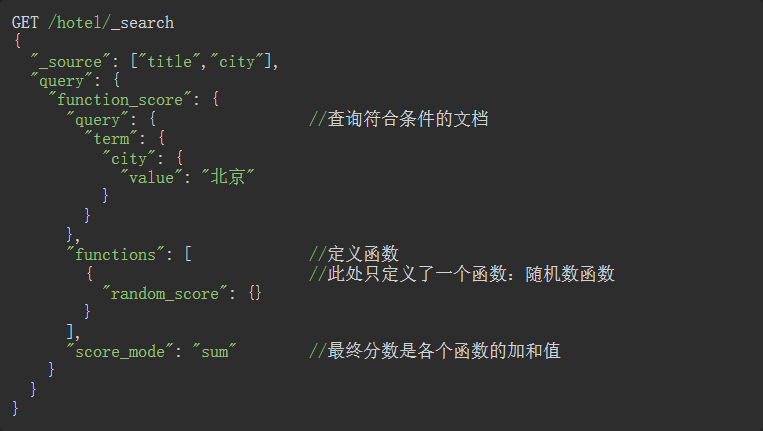 GET /hotel/_search
{
  "_source": ["title","city"],
  "query": {
    "function_score": {
      "query": {                 //查询符合条件的文档
        "term": {
          "city": {
            "value": "北京"
          }
        }
      },
      "functions": [             //定义函数
        {                        //此处只定义了一个函数：随机数函数
          "random_score": {}
        }
      ],
      "score_mode": "sum"        //最终分数是各个函数的加和值
    }
  }
}